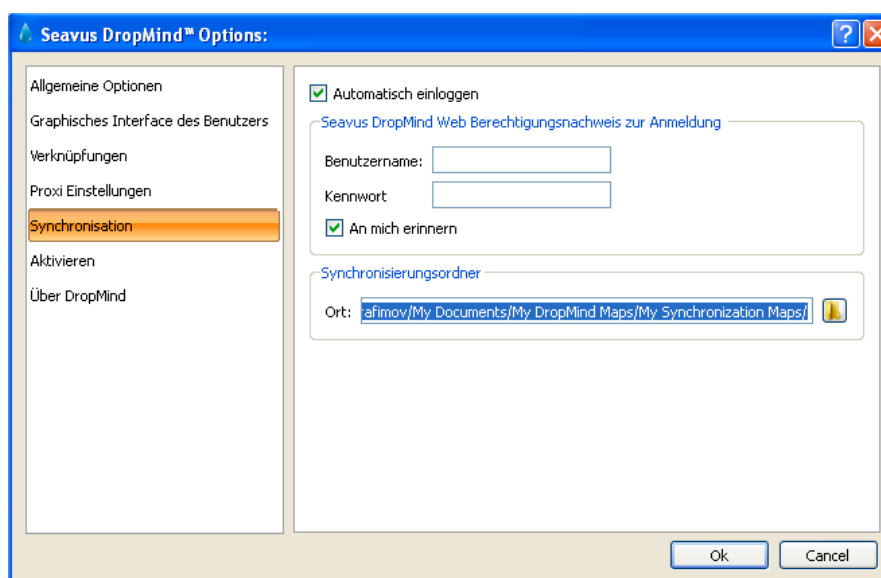 Seavus DropMind™ Options:
Allgemeine Optionen
Graphisches Interface des Benutzers
Verknüpfungen
Proxi Einstellungen
Synchronisation
Aktivieren
Über DropMind
Automatisch einloggen
Seavus DropMind Web Berechtigungsnachweis zur Anmeldung
Benutzername:
Kennwort
An mich erinnern
Synchronisierungsordner
Ort: afimov/My Documents/My DropMind Maps/My Synchronization Maps/
Ok Cancel